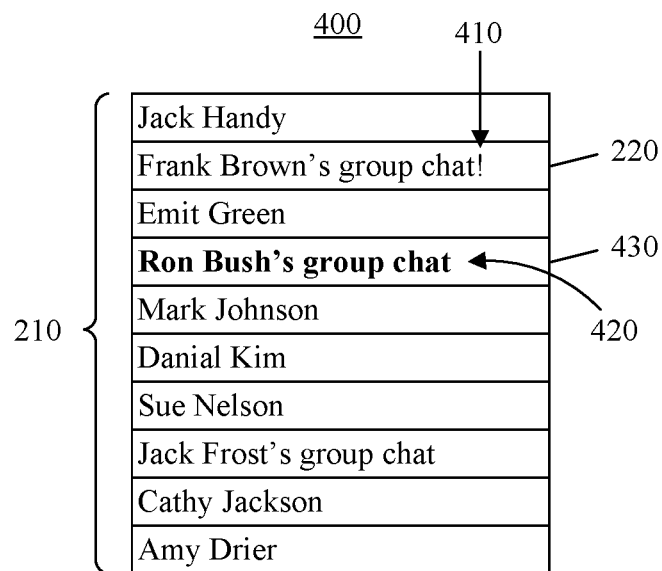 400
410
Jack Handy
Frank Brown's group chat!
220
Emit Green
Ron Bush's group chat
430
Mark Johnson
210
420
Danial Kim
Sue Nelson
Jack Frost's group chat
Cathy Jackson
Amy Drier